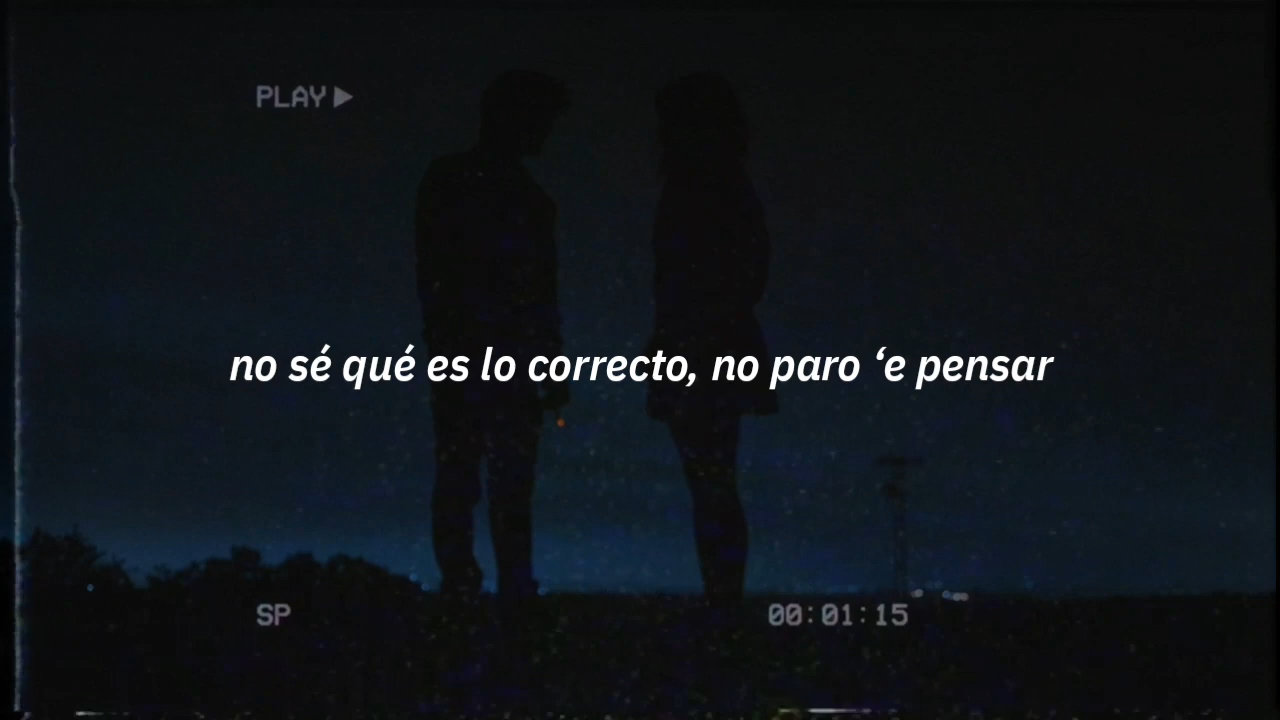 PLAY▶
no sé qué es lo correcto, no paro ‘e pensar
SP
00:01:15